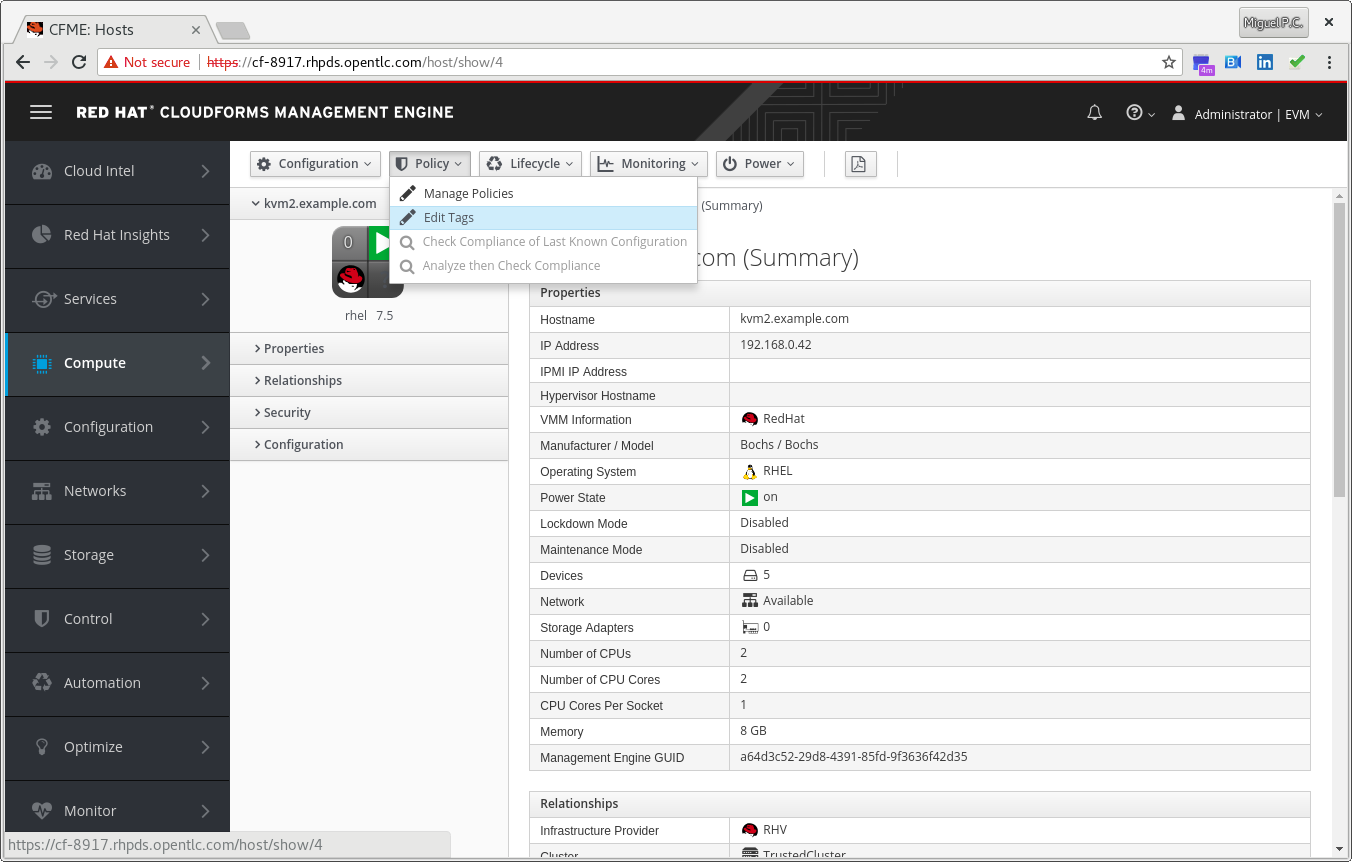 CFME: Hosts
Miguel P.C.
Not secure https://cf-8917.rhpds.opentlc.com/host/show/4
4m
RED HAT® CLOUDFORMS MANAGEMENT ENGINE
Administrator | EVM
Cloud Intel
Red Hat Insights
Services
Compute
Configuration
Networks
Storage
Control
Automation
Optimize
Monitor
Configuration Policy Lifecycle Monitoring Power
Manage Policies
Edit Tags
Check Compliance of Last Known Configuration
Analyze then Check Compliance
kvm2.example.com
0
rhel 7.5
Properties
Relationships
Security
Configuration
(Summary)
com (Summary)
Properties
Hostname kvm2.example.com
IP Address 192.168.0.42
IPMI IP Address
Hypervisor Hostname
VMM Information RedHat
Manufacturer / Model Bochs / Bochs
Operating System RHEL
Power State on
Lockdown Mode Disabled
Maintenance Mode Disabled
Devices 5
Network Available
Storage Adapters 0
Number of CPUs 2
Number of CPU Cores 2
CPU Cores Per Socket 1
Memory 8 GB
Management Engine GUID a64d3c52-29d8-4391-85fd-9f3636f42d35
Relationships
Infrastructure Provider RHV
Cluster TrustedCluster
https://cf-8917.rhpds.opentlc.com/host/show/4